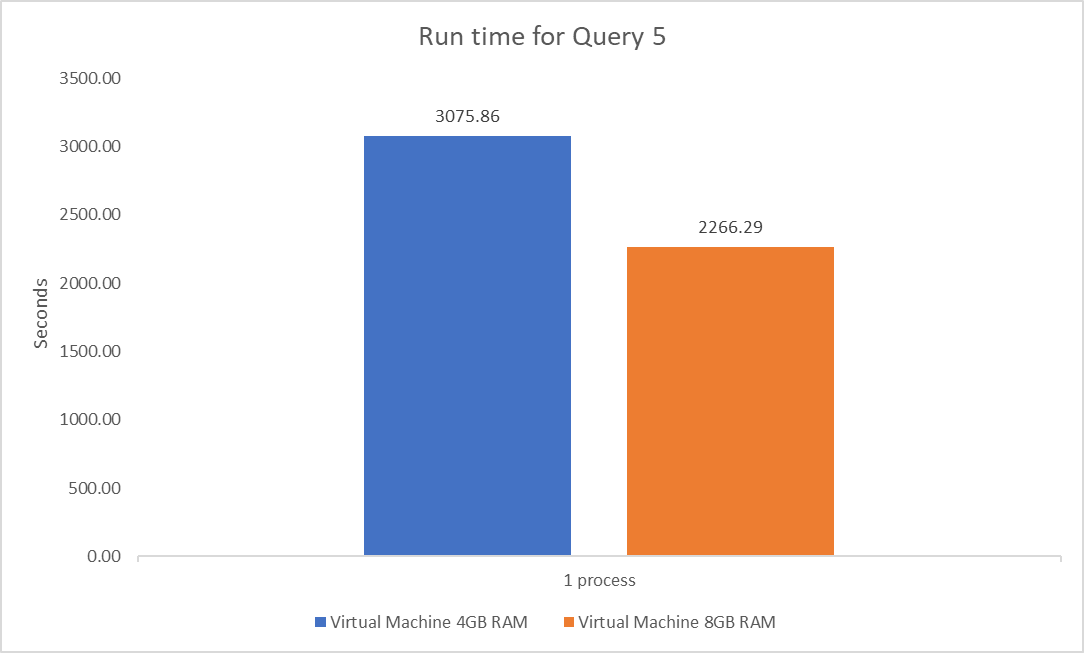 Run time for Query 5
3500.00
3000.00
2500.00
2000.00
1500.00
1000.00
500.00
0.00
Seconds
3075.86
2266.29
1 process
Virtual Machine 4GB RAM
Virtual Machine 8GB RAM